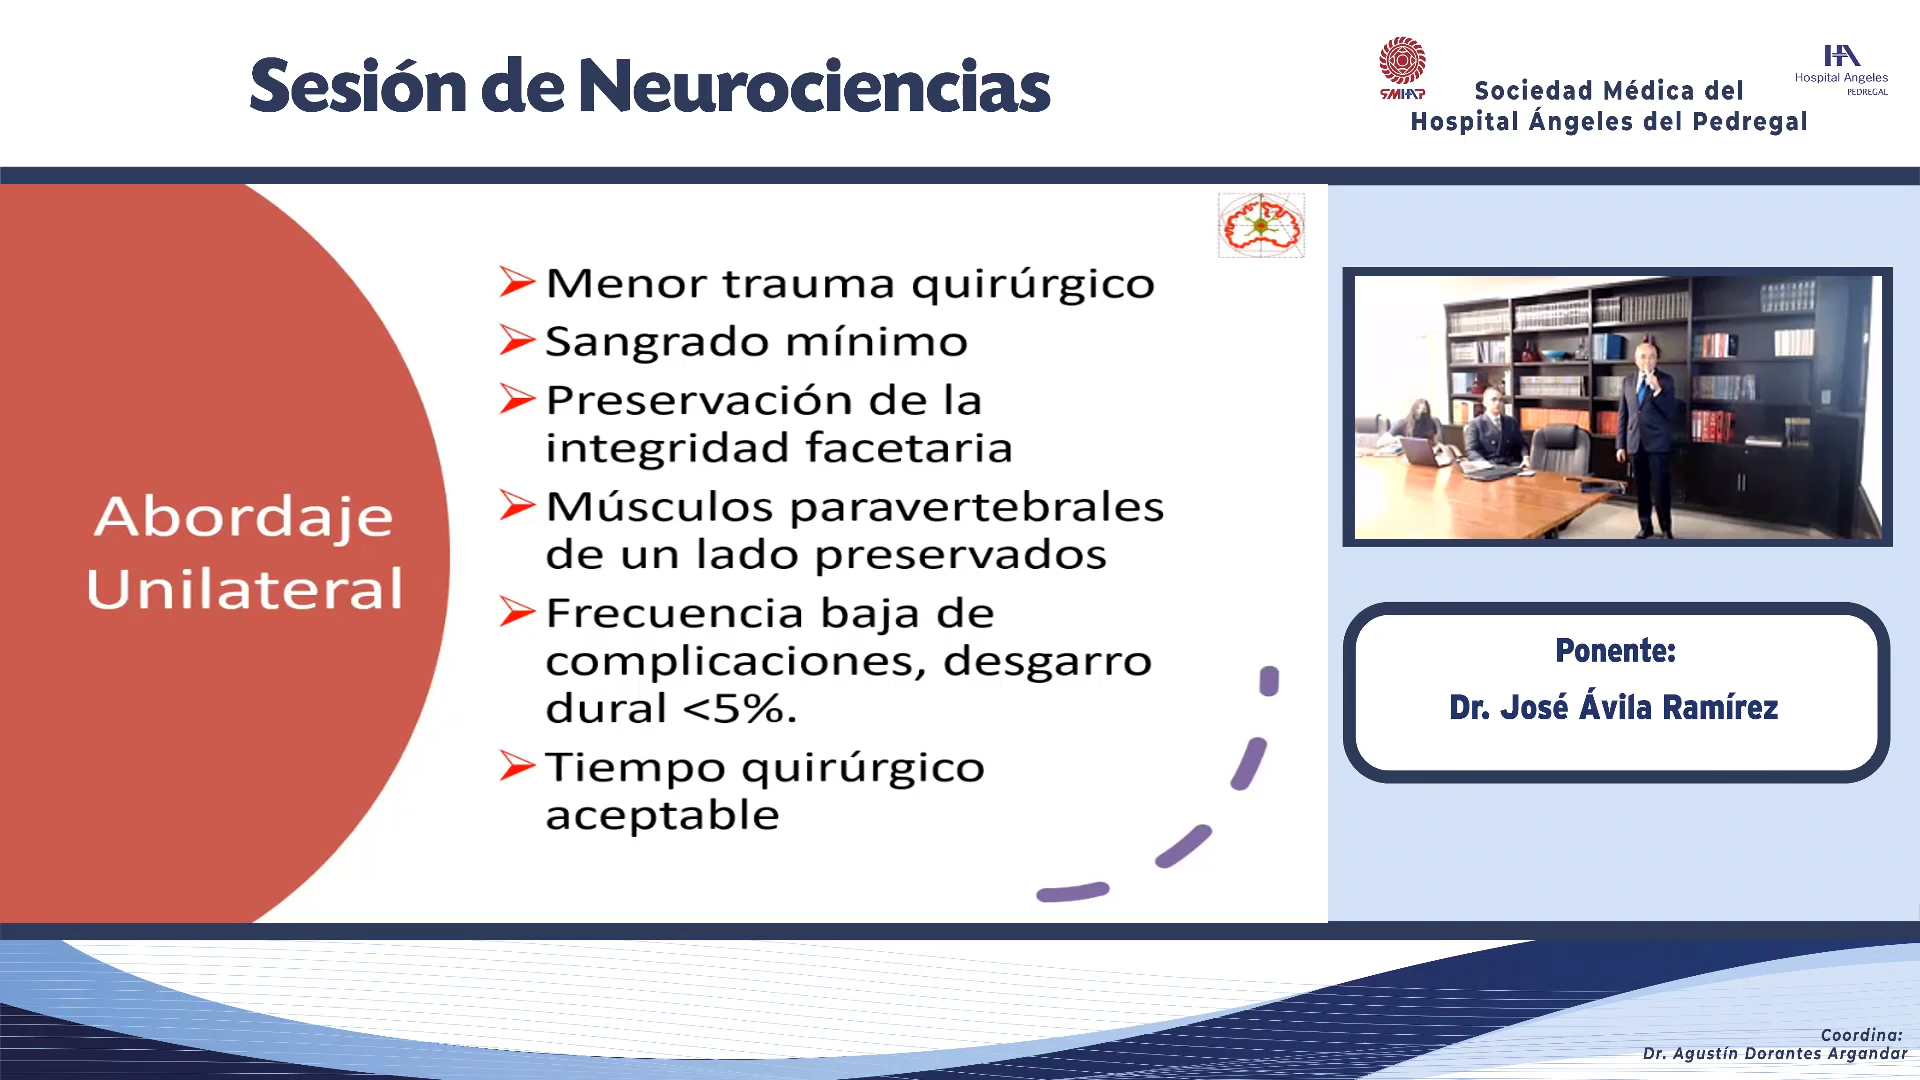 Sesión de Neurociencias
SMHAP
Sociedad Médica del
Hospital Ángeles del Pedregal
HA
Hospital Angeles
PEDREGAL
Abordaje
Unilateral
Menor trauma quirúrgico
Sangrado mínimo
Preservación de la
integridad facetaria
Músculos paravertebrales
de un lado preservados
Frecuencia baja de
complicaciones, desgarro
dural <5%.
Tiempo quirúrgico
aceptable
Ponente:
Dr. José Ávila Ramírez
Coordina:
Dr. Agustín Dorantes Argandar